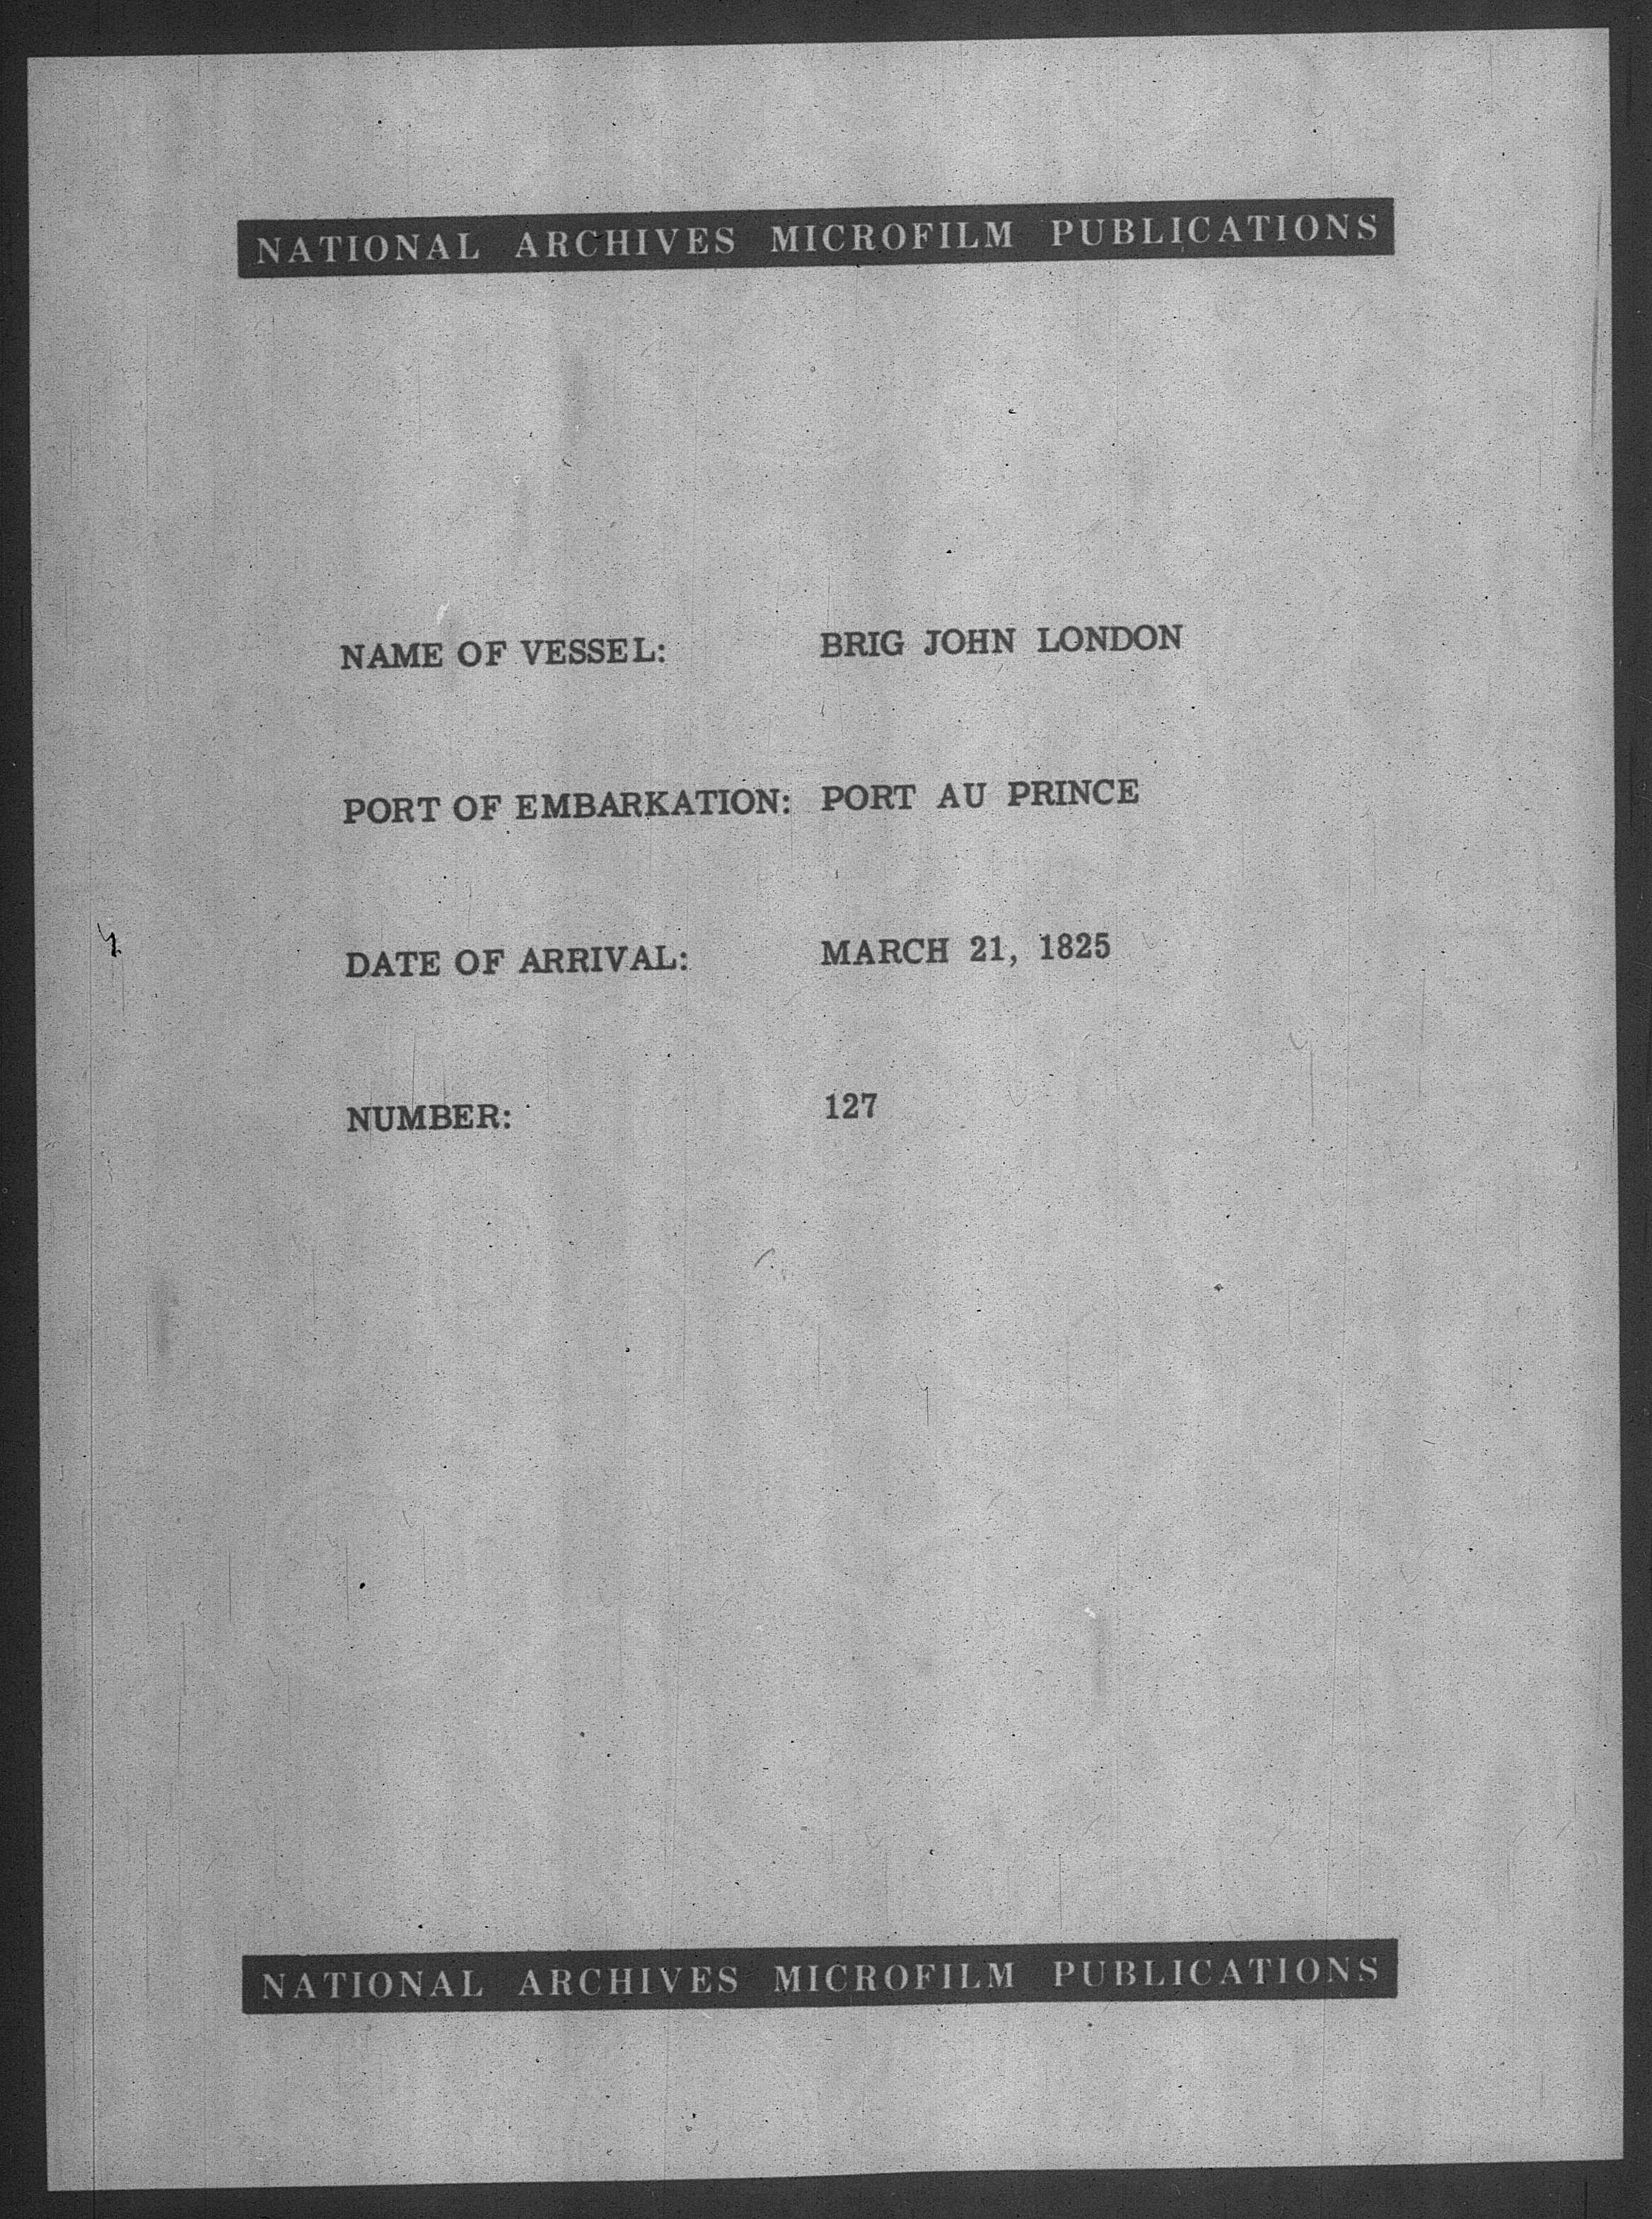 NATIONAL ARCHIVES MICROFILM PUBLICATIONS
NAME OF VESSEL: BRIG JOHN LONDON
PORT OF EMBARKATION: PORT AU PRINCE
DATE OF ARRIVAL: MARCH 21, 1825
NUMBER: 127
NATIONAL ARCHIVES MICROFILM PUBLICATIONS